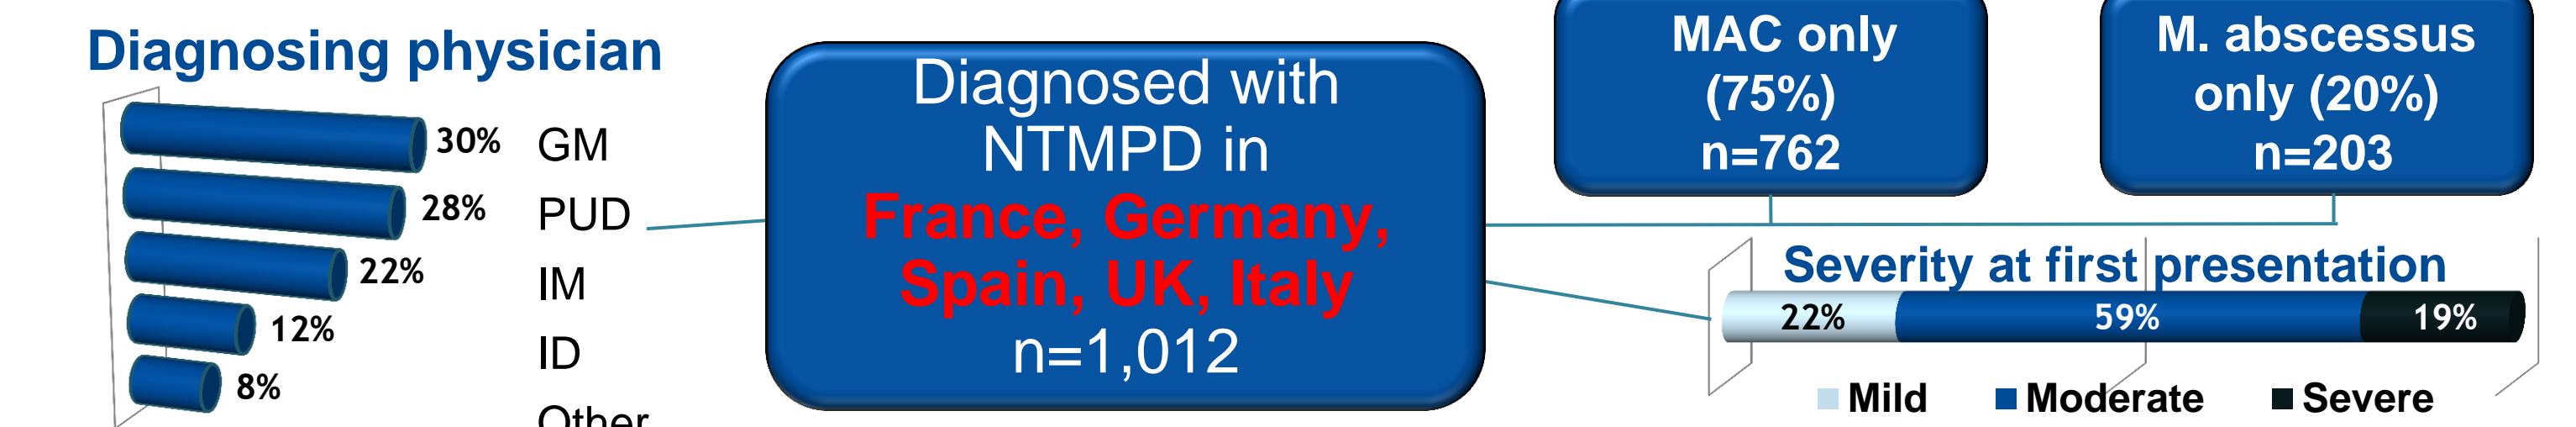 Diagnosing physician
30% GM
28% PUD
22% IM
12% ID
8% Other
Diagnosed with
NTMPD in
France, Germany,
Spain, UK, Italy
n=1,012
MAC only
(75%)
n=762
M. abscessus
only (20%)
n=203
Severity at first presentation
22% 59% 19%
Mild Moderate Severe